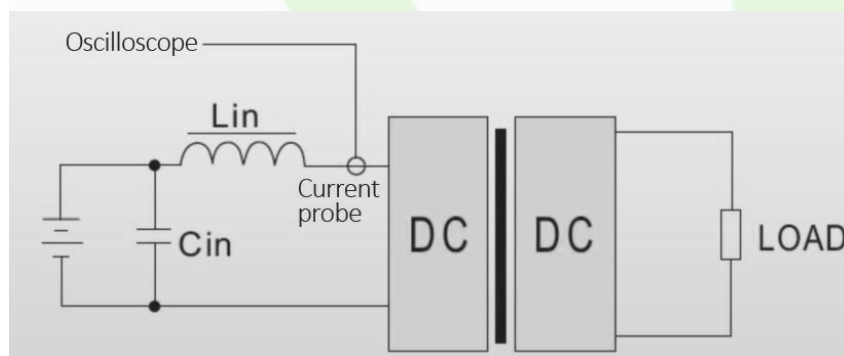 Oscilloscope
Lin
Current
probe
Cin
DC
DC
LOAD